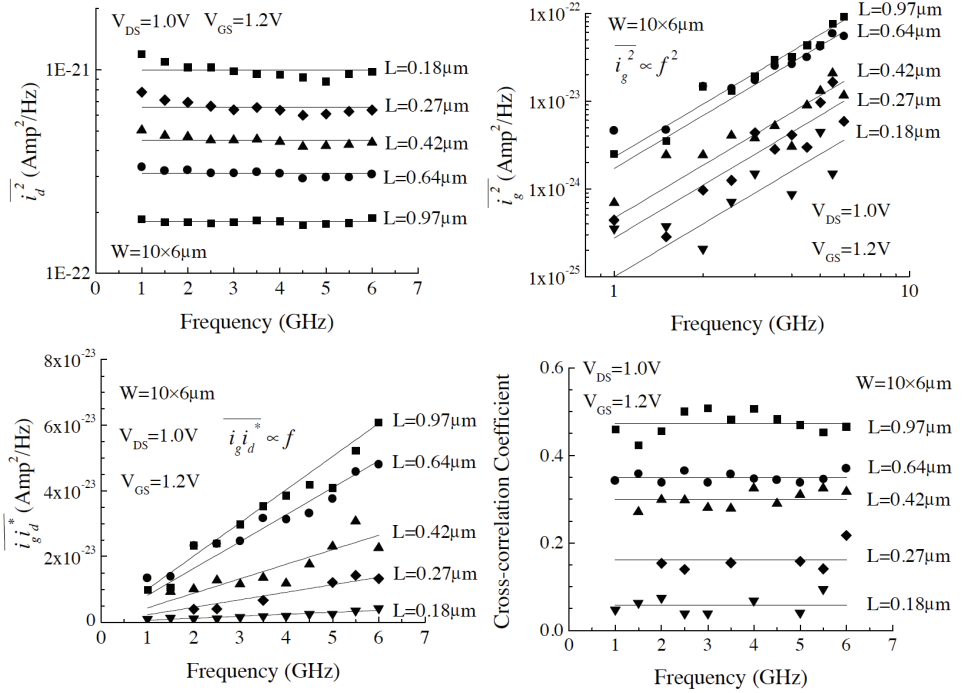 V_DS=1.0V V_GS=1.2V
1E-21
L=0.18µm
L=0.27µm
L=0.42µm
L=0.64µm
L=0.97µm
i_d^2 (Amp^2/Hz)
1E-22
W=10×6µm
0 1 2 3 4 5 6 7
Frequency (GHz)
1x10^-22
L=0.97µm
L=0.64µm
W=10×6µm
i_g^2 ∝ f^2
L=0.42µm
L=0.27µm
L=0.18µm
1x10^-23
i_g^2 (Amp^2/Hz)
1x10^-24
V_DS=1.0V
V_GS=1.2V
1x10^-25
1 10
Frequency (GHz)
8x10^-23
W=10×6µm
i_g i_d^* ∝ f
L=0.97µm
6x10^-23
V_DS=1.0V
L=0.64µm
V_GS=1.2V
4x10^-23
i_g i_d^* (Amp^2/Hz)
L=0.42µm
2x10^-23
L=0.27µm
L=0.18µm
0
0 1 2 3 4 5 6 7
Frequency (GHz)
0.6
V_DS=1.0V
W=10×6µm
V_GS=1.2V
L=0.97µm
0.4
L=0.64µm
L=0.42µm
Cross-correlation Coefficient
0.2
L=0.27µm
L=0.18µm
0.0
0 1 2 3 4 5 6 7
Frequency (GHz)